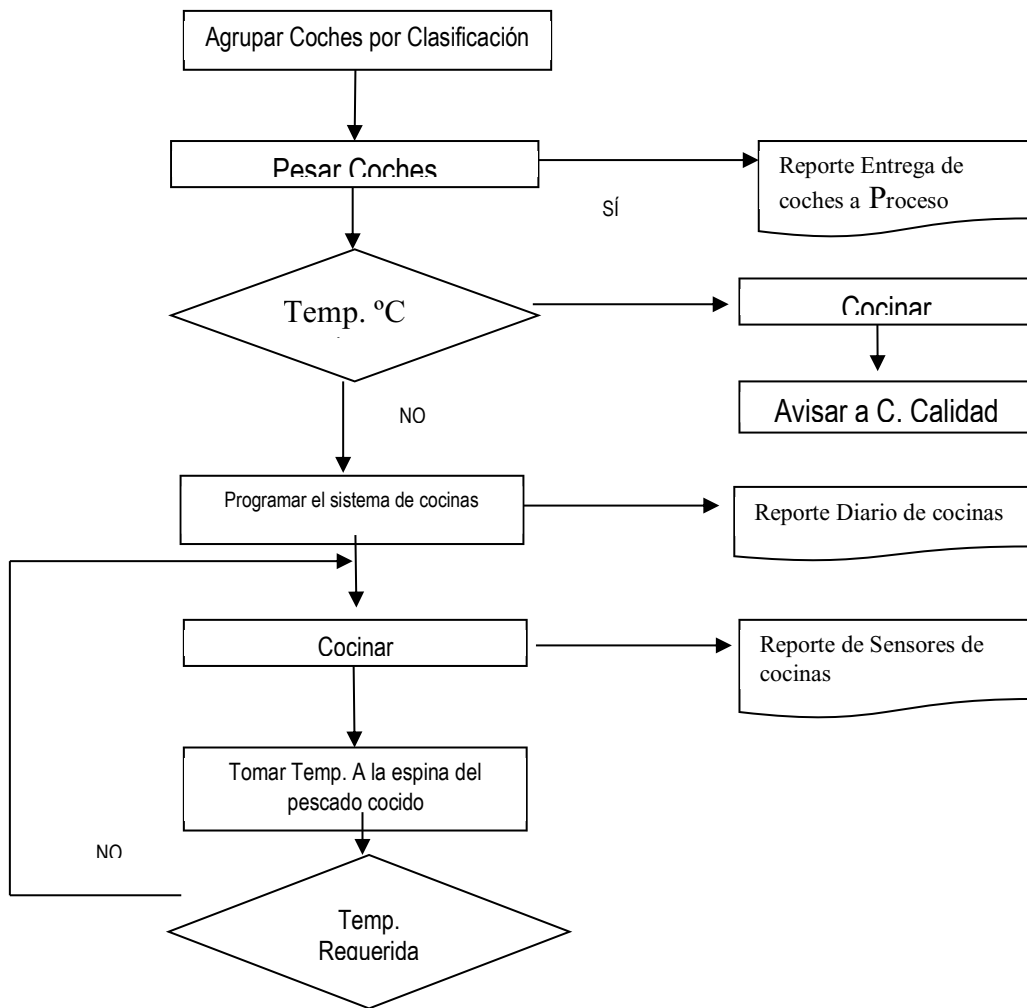 Agrupar Coches por Clasificación
Pesar Coches
Reporte Entrega de
coches a Proceso
SÍ
Temp. ºC
Cocinar
Avisar a C. Calidad
NO
Programar el sistema de cocinas
Reporte Diario de cocinas
Cocinar
Reporte de Sensores de
cocinas
Tomar Temp. A la espina del
pescado cocido
NO
Temp.
Requerida